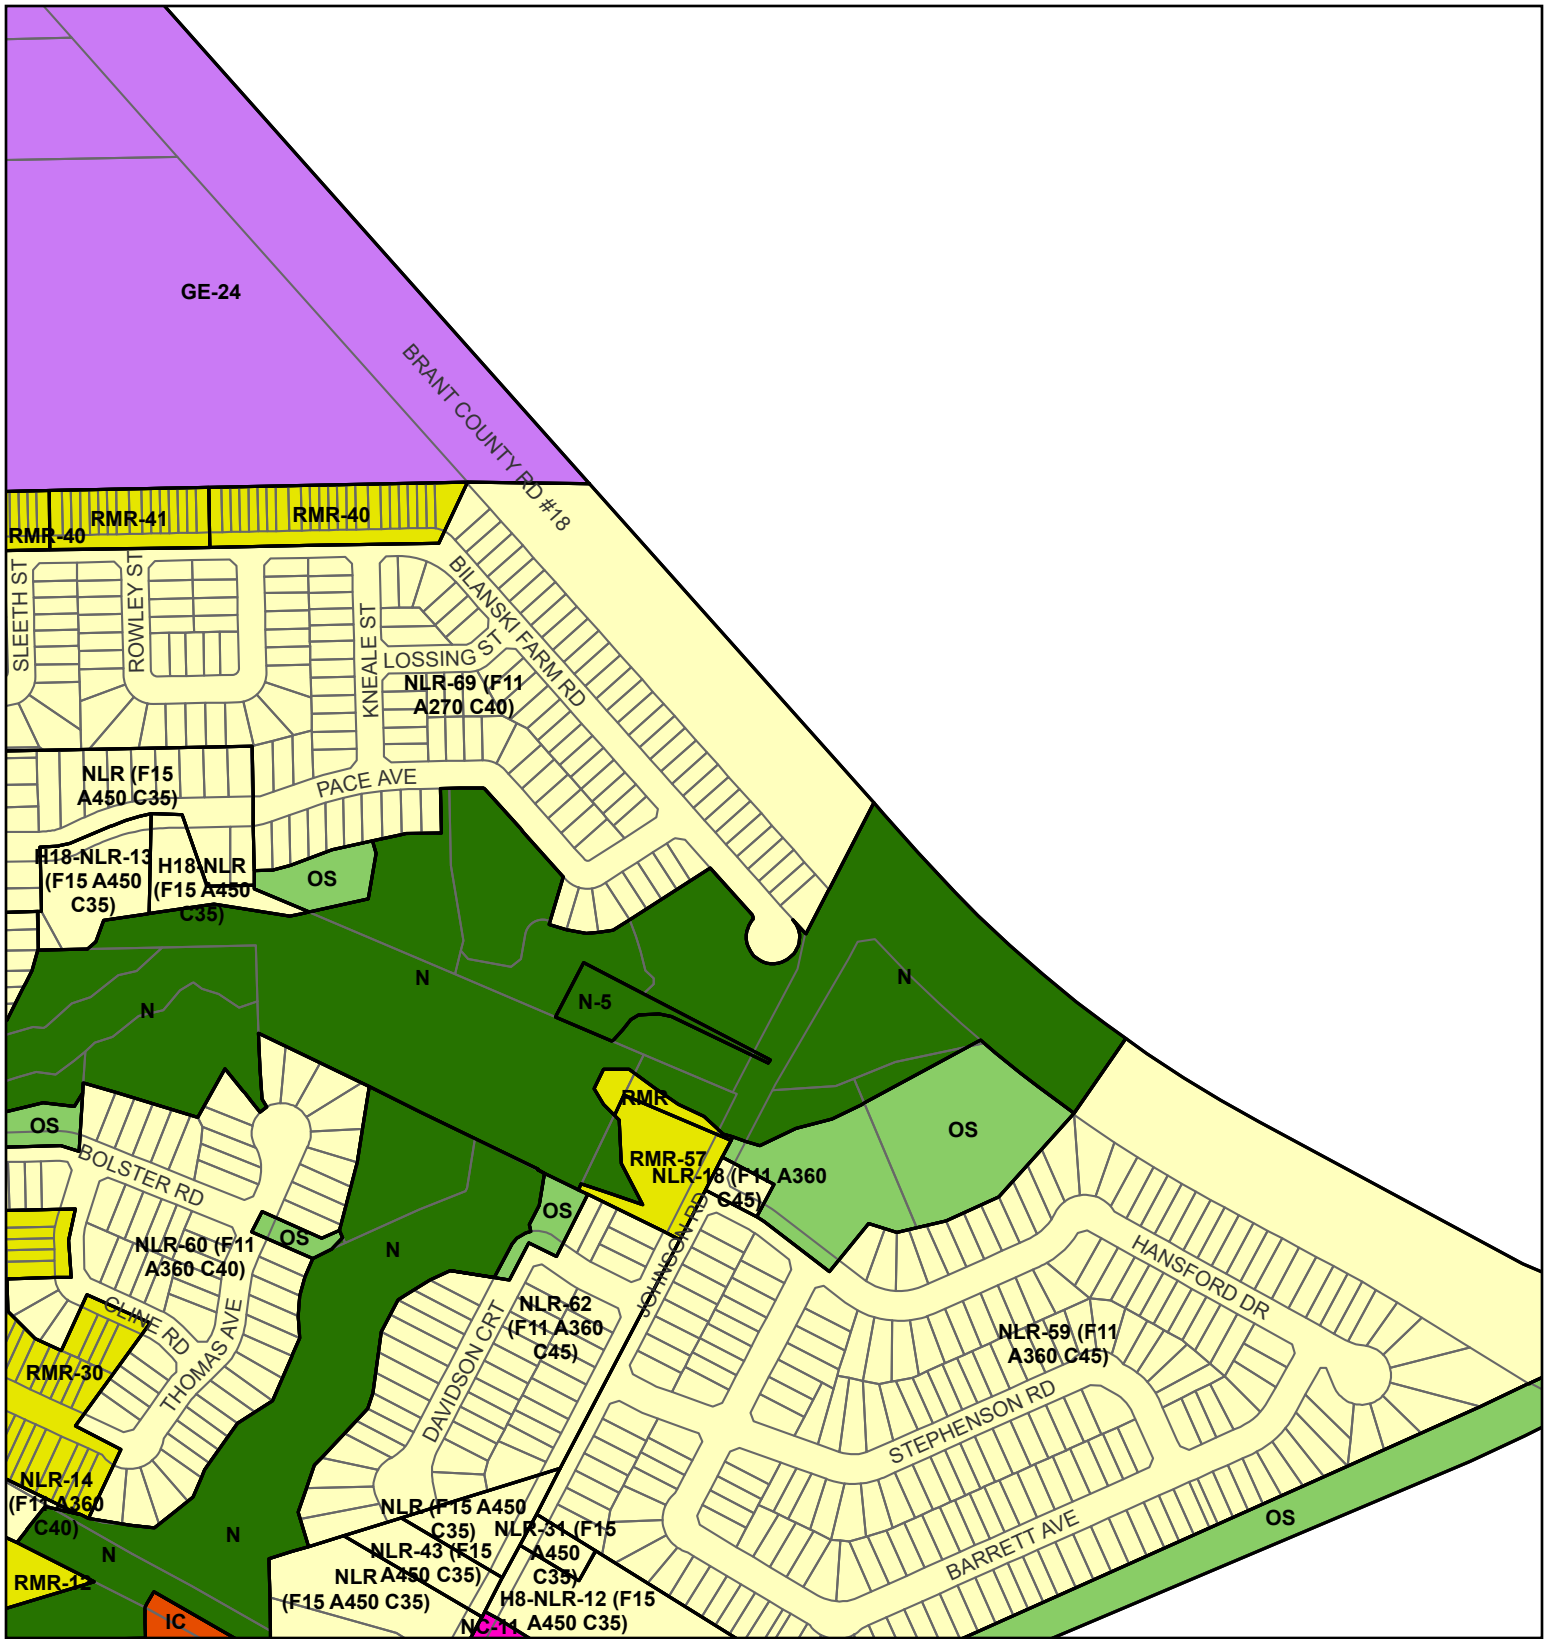 GE-24
BRANT COUNTY RD #18
RMR-40
RMR-41
RMR-40
SLEETH ST
ROWLEY ST
KNEALE ST
LOSSING ST
BILANSKI FARM RD
NLR-69 (F11
A270 C40)
PACE AVE
NLR (F15
A450 C35)
H18-NLR-13
(F15 A450
C35)
H18-NLR
(F15 A450
C35)
OS
N
N
N-5
N
RMR
RMR-57
NLR-18 (F11 A360
C45)
OS
OS
BOLSTER RD
OS
OS
N
NLR-60 (F11
A360 C40)
CLINE RD
THOMAS AVE
JOHNSON RD
HANSFORD DR
NLR-62
(F11 A360
C45)
DAVIDSON CRT
NLR-59 (F11
A360 C45)
STEPHENSON RD
RMR-30
NLR-14
(F11 A360
C40)
N
N
RMR-12
IC
NLR (F15 A450
C35)
NLR-43 (F15
A450 C35)
NLR
(F15 A450 C35)
NLR-31 (F15
A450
C35)
H8-NLR-12 (F15
A450 C35)
NC-11
BARRETT AVE
OS